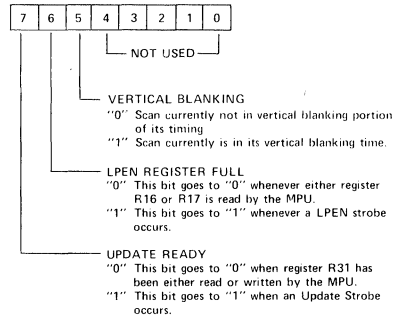 7 6 5 4 3 2 1 0
NOT USED
VERTICAL BLANKING
"0" Scan currently not in vertical blanking portion
of its timing
"1" Scan currently is in its vertical blanking time.
LPEN REGISTER FULL
"0" This bit goes to "0" whenever either register
R16 or R17 is read by the MPU.
"1" This bit goes to "1" whenever a LPEN strobe
occurs.
UPDATE READY
"0" This bit goes to "0" when register R31 has
been either read or written by the MPU.
"1" This bit goes to "1" when an Update Strobe
occurs.